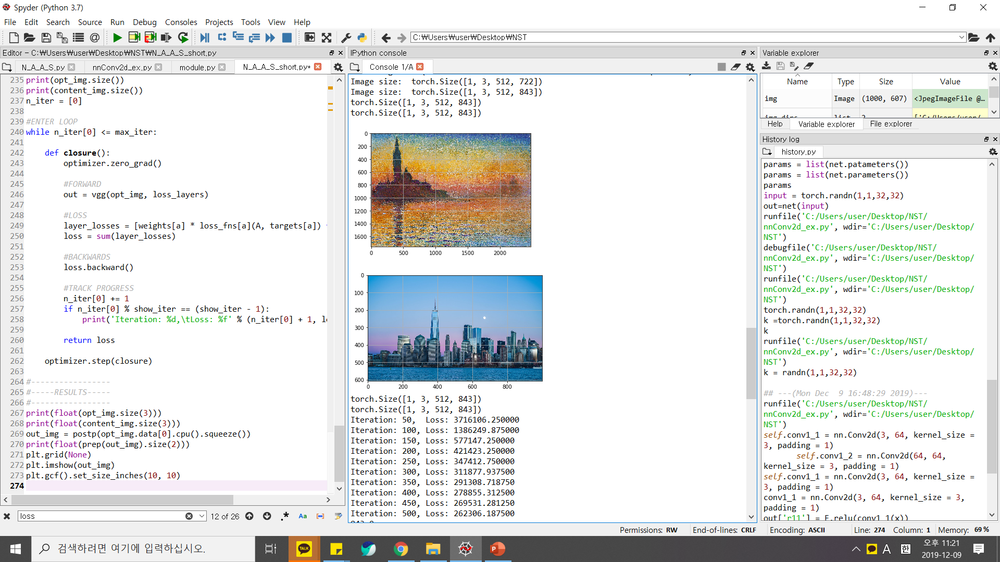 Spyder (Python 3.7)
File Edit Search Source Run Debug Consoles Projects Tools View Help
C:₩Users₩user₩Desktop₩NST
Editor - C:₩Users₩user₩Desktop₩NST₩N_A_A_S_short.py
N_A_A_S.py nnConv2d_ex.py module.py N_A_A_S_short.py*
235 print(opt_img.size())
236 print(content_img.size())
237 n_iter = [0]
238
239 #ENTER LOOP
240 while n_iter[0] <= max_iter:
241
242 def closure():
243 optimizer.zero_grad()
244
245 #FORWARD
246 out = vgg(opt_img, loss_layers)
247
248 #LOSS
249 layer_losses = [weights[a] * loss_fns[a](A, targets[a])
250 loss = sum(layer_losses)
251
252 #BACKWARDS
253 loss.backward()
254
255 #TRACK PROGRESS
256 n_iter[0] += 1
257 if n_iter[0] % show_iter == (show_iter - 1):
258 print('Iteration: %d,\tLoss: %f' % (n_iter[0] + 1, l
259
260 return loss
261
262 optimizer.step(closure)
263
264 #-----------------
265 #-----RESULTS-----
266 #-----------------
267 print(float(opt_img.size(3)))
268 print(float(content_img.size(3)))
269 out_img = postp(opt_img.data[0].cpu().squeeze())
270 print(float(prep(out_img).size(2)))
271 plt.grid(None)
272 plt.imshow(out_img)
273 plt.gcf().set_size_inches(10, 10)
274
loss 12 of 26 .* Aa
IPython console
Console 1/A
Image size:  torch.Size([1, 3, 512, 722])
Image size:  torch.Size([1, 3, 512, 843])
torch.Size([1, 3, 512, 843])
torch.Size([1, 3, 512, 843])
0
200
400
600
800
1000
1200
1400
1600
0 500 1000 1500 2000
0
100
200
300
400
500
600
0 200 400 600 800
torch.Size([1, 3, 512, 843])
torch.Size([1, 3, 512, 843])
Iteration: 50,  Loss: 3716106.250000
Iteration: 100, Loss: 1386249.875000
Iteration: 150, Loss: 577147.250000
Iteration: 200, Loss: 421423.250000
Iteration: 250, Loss: 347412.750000
Iteration: 300, Loss: 311877.937500
Iteration: 350, Loss: 291308.718750
Iteration: 400, Loss: 278855.312500
Iteration: 450, Loss: 269531.281250
Iteration: 500, Loss: 262306.187500
843.0
Variable explorer
Name Type Size Value
img Image (1000, 607) <JpegImageFile @...
img_dirs list 2 ['C:/Users/user/
Help Variable explorer File explorer
History log
history.py
params = list(net.patameters())
params = list(net.parameters())
params
input = torch.randn(1,1,32,32)
out=net(input)
runfile('C:/Users/user/Desktop/NST/
nnConv2d_ex.py', wdir='C:/Users/user/Desktop/
NST')
debugfile('C:/Users/user/Desktop/NST/
nnConv2d_ex.py', wdir='C:/Users/user/Desktop/
NST')
runfile('C:/Users/user/Desktop/NST/
nnConv2d_ex.py', wdir='C:/Users/user/Desktop/
NST')
torch.randn(1,1,32,32)
k =torch.randn(1,1,32,32)
k
runfile('C:/Users/user/Desktop/NST/
nnConv2d_ex.py', wdir='C:/Users/user/Desktop/
NST')
k = randn(1,1,32,32)
## ---(Mon Dec  9 16:48:29 2019)---
runfile('C:/Users/user/Desktop/NST/
nnConv2d_ex.py', wdir='C:/Users/user/Desktop/
NST')
self.conv1_1 = nn.Conv2d(3, 64, kernel_size =
3, padding = 1)
self.conv1_2 = nn.Conv2d(64, 64,
kernel_size = 3, padding = 1)
self.conv1_1 = nn.Conv2d(3, 64, kernel_size =
3, padding = 1)
conv1_1 = nn.Conv2d(3, 64, kernel_size = 3,
padding = 1)
out['r11'] = F.relu(conv1_1(x))
Permissions: RW End-of-lines: CRLF Encoding: ASCII Line: 274 Column: 1 Memory: 69 %
검색하려면 여기에 입력하십시오.
TALK
A 한
오후 11:21
2019-12-09